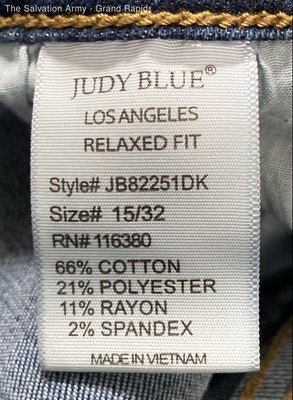 The Salvation Army - Grand Rapids
JUDY BLUE®
LOS ANGELES
RELAXED FIT
Style# JB82251DK
Size# 15/32
RN# 116380
66% COTTON
21% POLYESTER
11% RAYON
2% SPANDEX
MADE IN VIETNAM